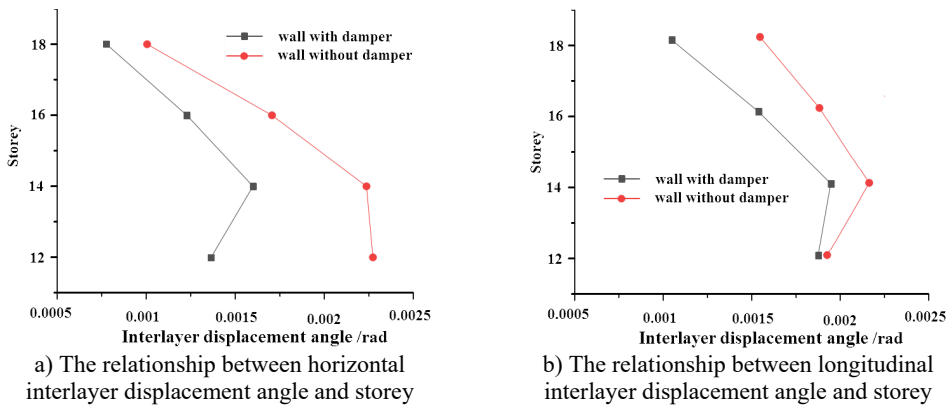 18
16
14
12
Storey
wall with damper
wall without damper
0.0005
0.001
0.0015
0.002
0.0025
Interlayer displacement angle /rad
a) The relationship between horizontal
interlayer displacement angle and storey
18
16
14
12
Storey
wall with damper
wall without damper
0.0005
0.001
0.0015
0.002
0.0025
Interlayer displacement angle /rad
b) The relationship between longitudinal
interlayer displacement angle and storey